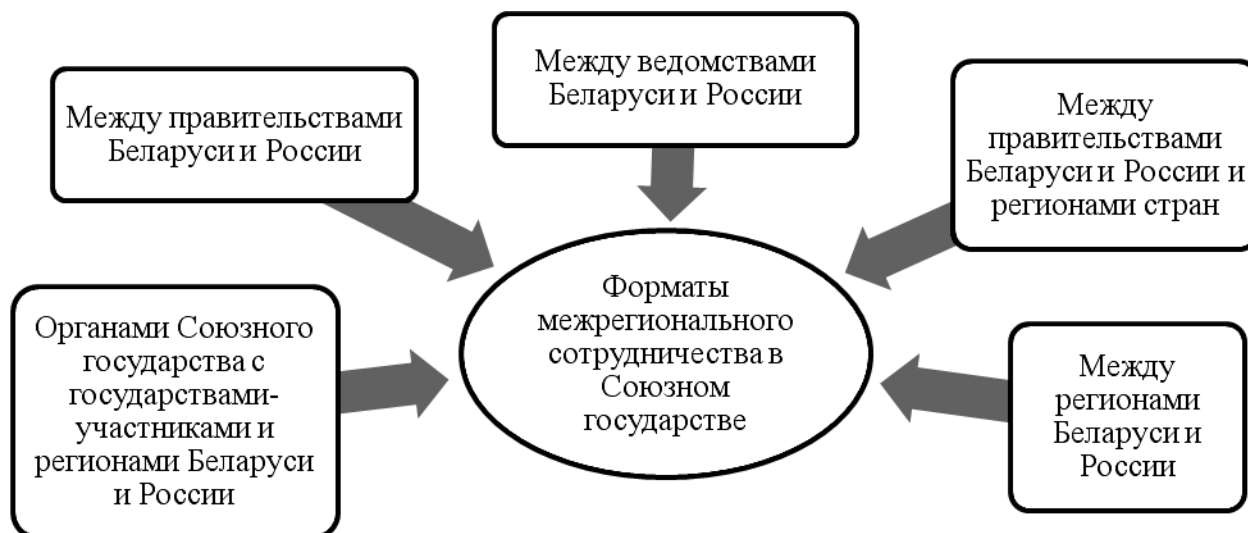 Между правительствами
Беларуси и России
Между ведомствами
Беларуси и России
Между
правительствами
Беларуси и России и
регионами стран
Органами Союзного
государства с
государствами-
участниками и
регионами Беларуси
и России
Форматы
межрегионального
сотрудничества в
Союзном
государстве
Между
регионами
Беларуси и
России